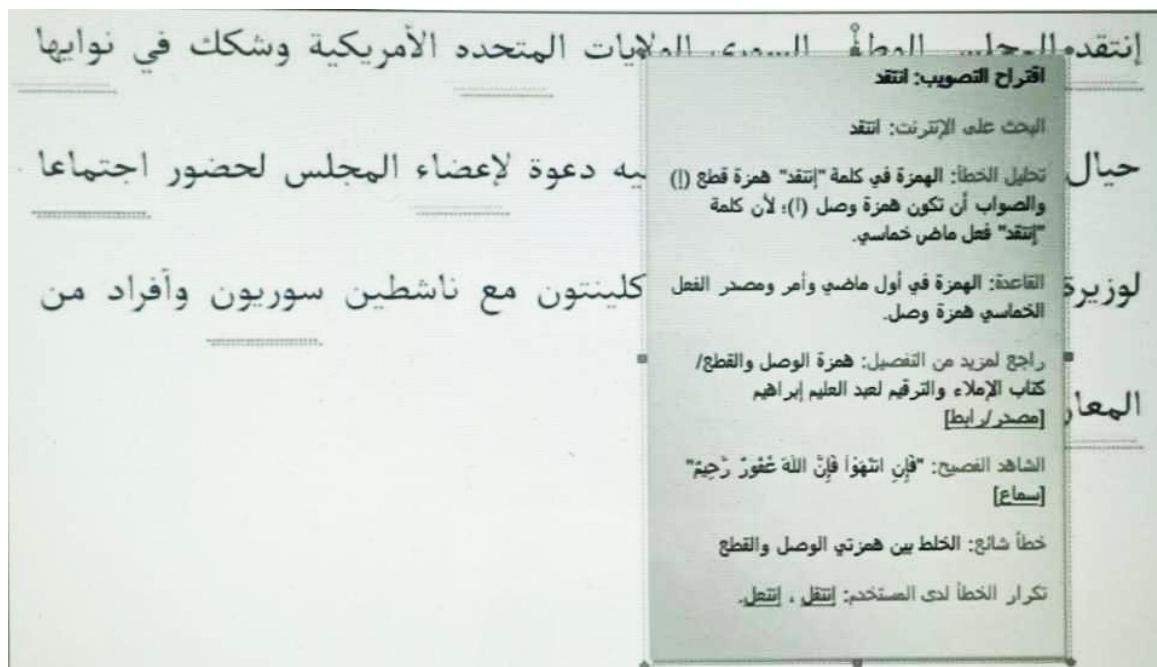 إنتقده المجلس الوطني السوري الولايات المتحده الأمريكية وشكك في نوايها
حيال
يه دعوة لإعضاء المجلس لحضور اجتماعا
لوزيرة
كلينتون مع ناشطين سوريون وأفراد من
المعار
اقتراح التصويب: انتقد
البحث على الإنترنت: انتقد
تحليل الخطأ: الهمزة في كلمة "إنتقد" همزة قطع (إ)
والصواب أن تكون همزة وصل (ا)؛ لأن كلمة
"إنتقد" فعل ماض خماسي.
القاعدة: الهمزة في أول ماضي وأمر ومصدر الفعل
الخماسي همزة وصل.
راجع لمزيد من التفصيل: همزة الوصل والقطع/
كتاب الإملاء والترقيم لعبد العليم إبراهيم
[مصدر/رابط]
الشاهد الفصيح: "فَإِنِ انتَهَوْا فَإِنَّ اللهَ غَفُورٌ رَّحِيمٌ"
[سماع]
خطأ شائع: الخلط بين همزتي الوصل والقطع
تكرار الخطأ لدى المستخدم: إنتقل ، إنتعل.